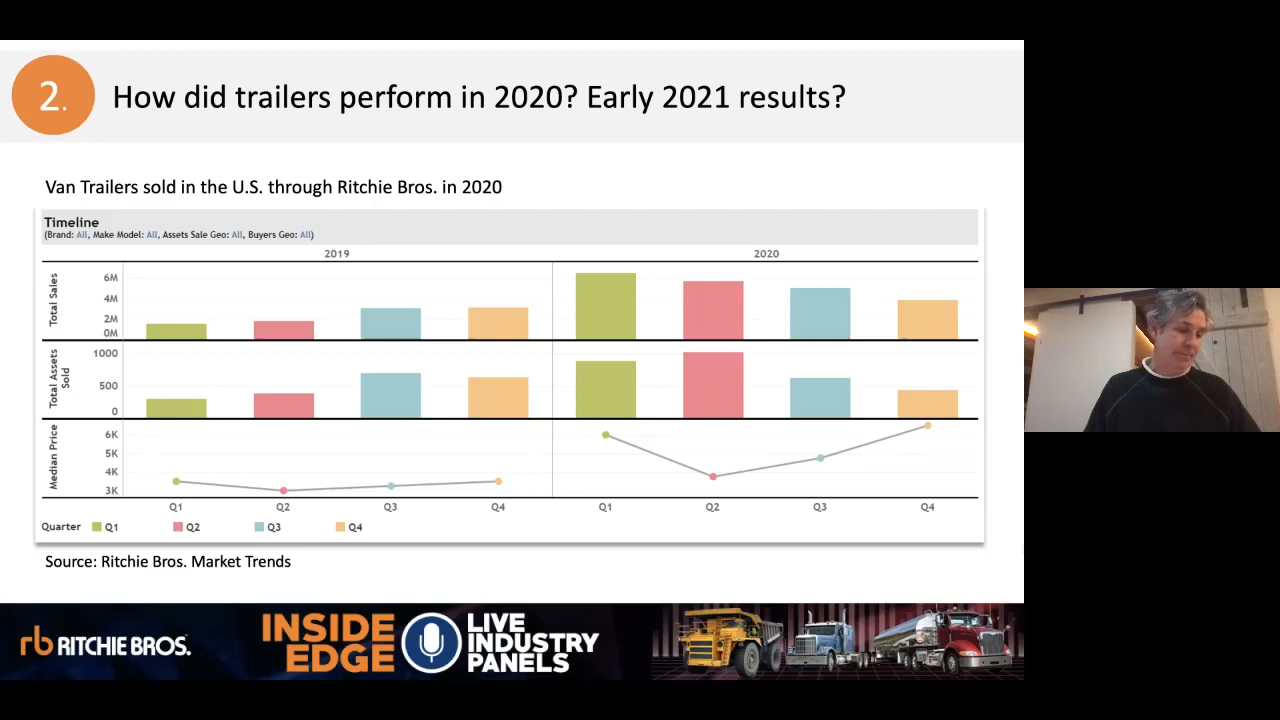 2.
How did trailers perform in 2020? Early 2021 results?
Van Trailers sold in the U.S. through Ritchie Bros. in 2020
Timeline
(Brand: All, Make Model: All, Assets Sale Geo: All, Buyers Geo: All)
2019
2020
Total Sales
6M
4M
2M
0M
Total Assets
Sold
1000
500
0
Median Price
6K
5K
4K
3K
Q1
Q2
Q3
Q4
Q1
Q2
Q3
Q4
Quarter
Q1
Q2
Q3
Q4
Source: Ritchie Bros. Market Trends
rb RITCHIE BROS.
INSIDE
EDGE
LIVE
INDUSTRY
PANELS